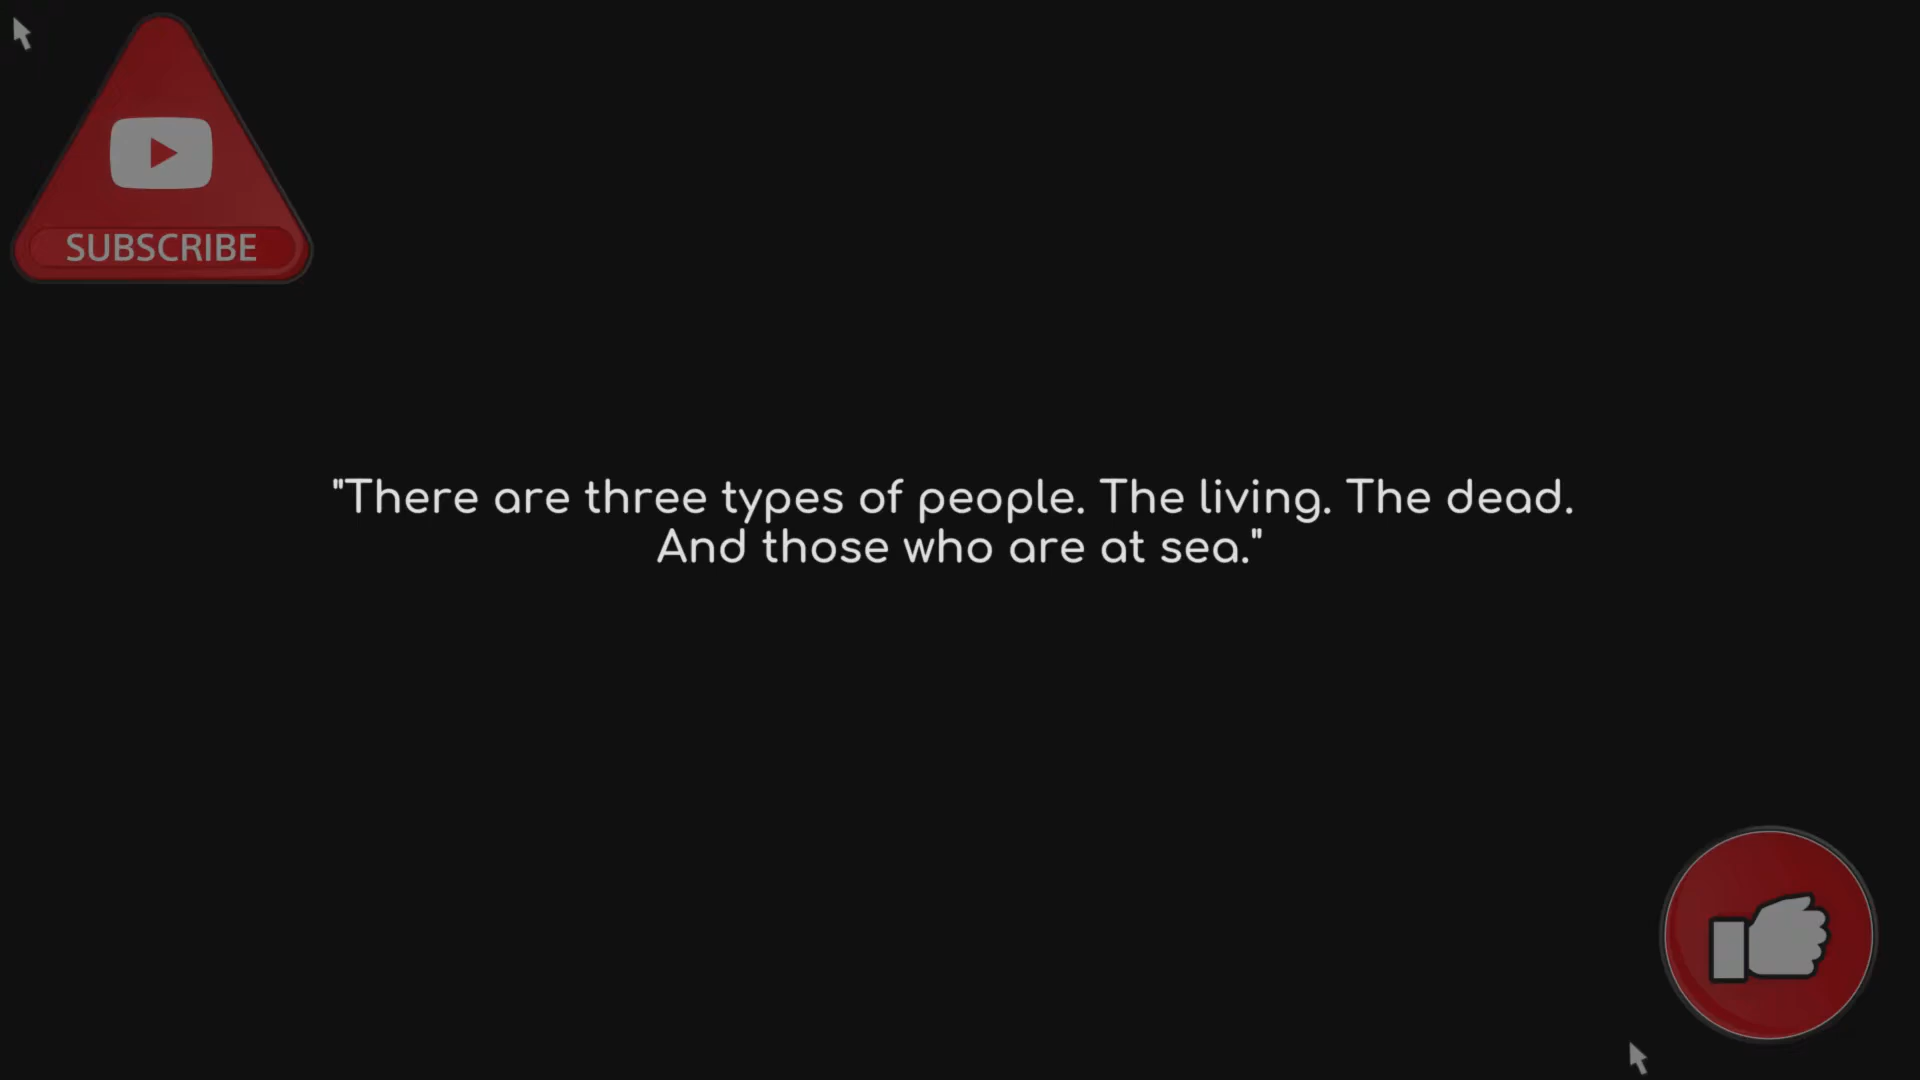 SUBSCRIBE
"There are three types of people. The living. The dead.
And those who are at sea."